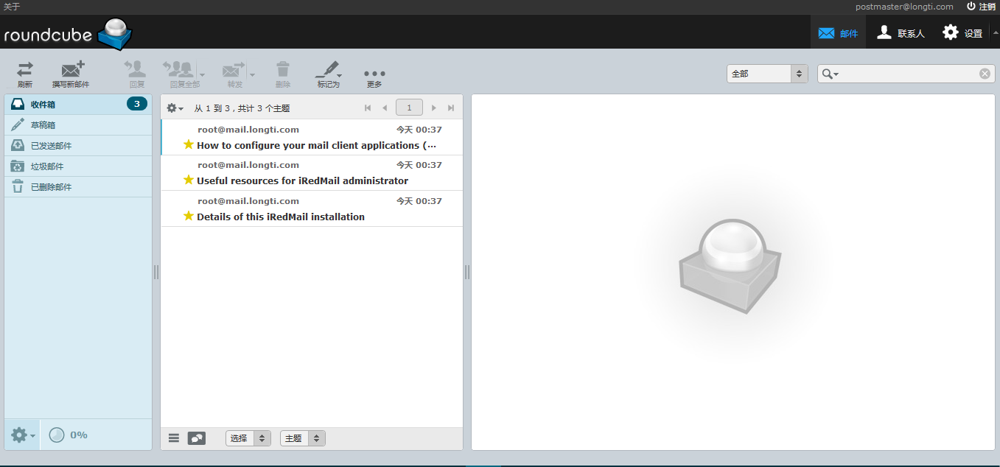 关于
postmaster@longti.com 注销
roundcube
邮件 联系人 设置
刷新 撰写新邮件 回复 回复全部 转发 删除 标记为 更多
全部
收件箱 3
草稿箱
已发送邮件
垃圾邮件
已删除邮件
0%
从 1 到 3，共计 3 个主题 1
root@mail.longti.com 今天 00:37
How to configure your mail client applications (···
root@mail.longti.com 今天 00:37
Useful resources for iRedMail administrator
root@mail.longti.com 今天 00:37
Details of this iRedMail installation
选择 主题